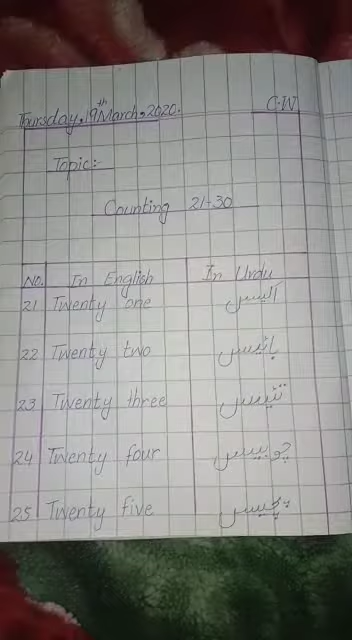 Thursday, 19th March, 2020. C.W
Topic:-
Counting 21-30
No. In English In Urdu
21 Twenty one اکیس
22 Twenty two بائیس
23 Twenty three تئیس
24 Twenty four چوبیس
25 Twenty five پچیس